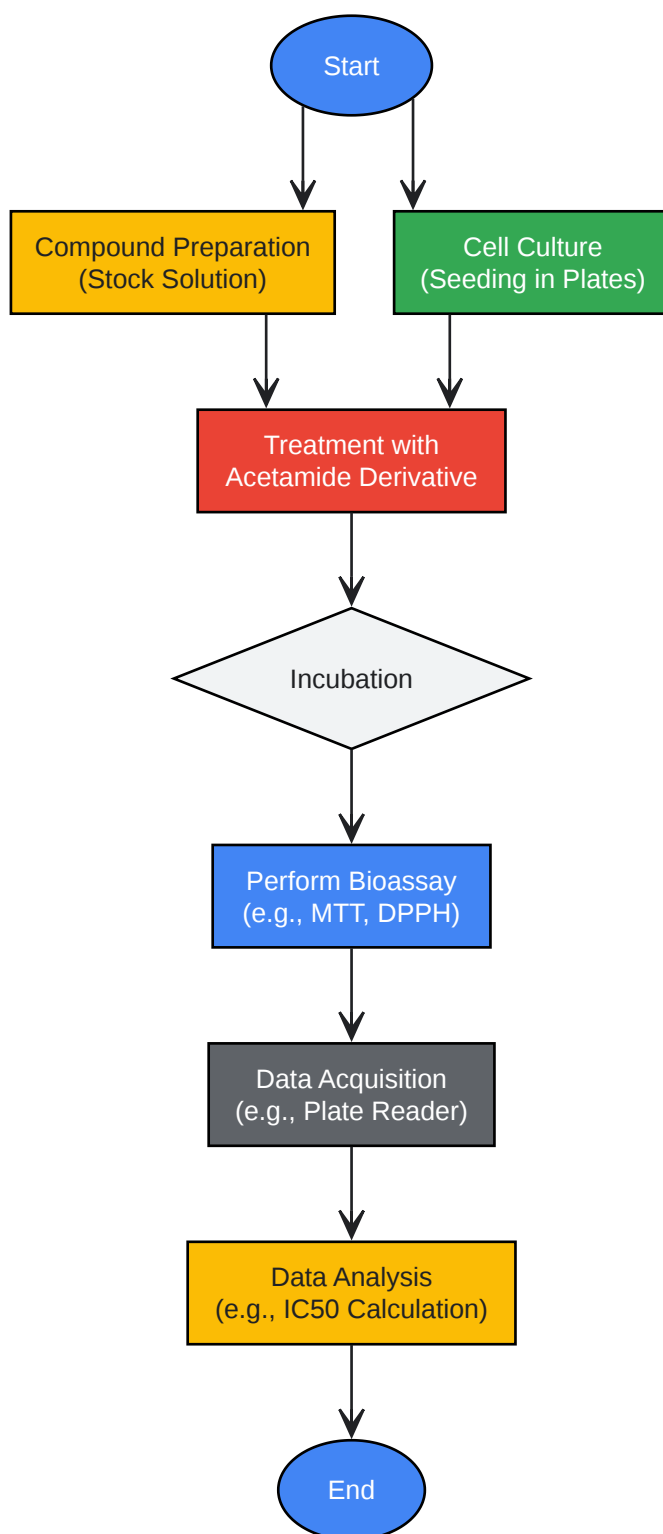 Start
Compound Preparation
(Stock Solution)
Cell Culture
(Seeding in Plates)
Treatment with
Acetamide Derivative
Incubation
Perform Bioassay
(e.g., MTT, DPPH)
Data Acquisition
(e.g., Plate Reader)
Data Analysis
(e.g., IC50 Calculation)
End